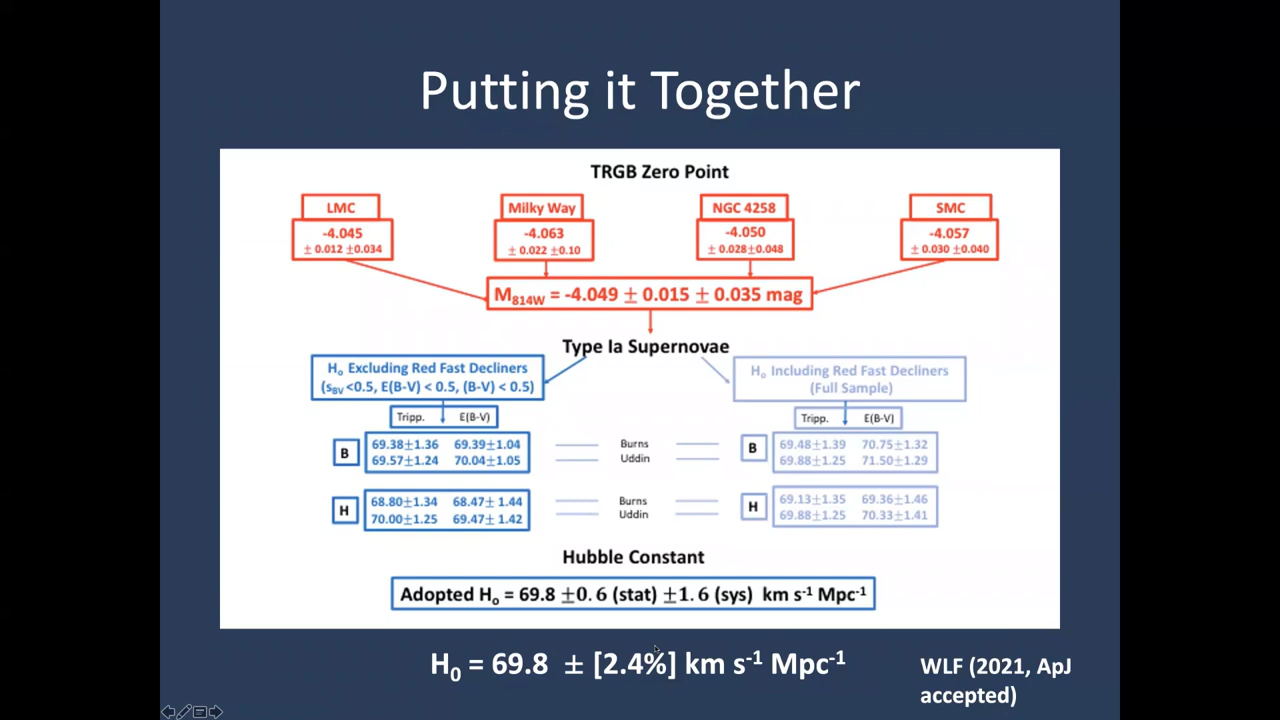 Putting it Together
TRGB Zero Point
LMC
-4.045
± 0.012 ±0.034
Milky Way
-4.063
± 0.022 ±0.10
NGC 4258
-4.050
± 0.028±0.048
SMC
-4.057
± 0.030 ±0.040
M814W = -4.049 ± 0.015 ± 0.035 mag
Type Ia Supernovae
Ho Excluding Red Fast Decliners
(sBV <0.5, E(B-V) < 0.5, (B-V) < 0.5)
Ho Including Red Fast Decliners
(Full Sample)
Tripp. E(B-V)
Tripp. E(B-V)
B
69.38±1.36 69.39±1.04
69.57±1.24 70.04±1.05
Burns
Uddin
B
69.48±1.39 70.75±1.32
69.88±1.25 71.50±1.29
H
68.80±1.34 68.47± 1.44
70.00±1.25 69.47± 1.42
Burns
Uddin
H
69.13±1.35 69.36±1.46
69.88±1.25 70.33±1.41
Hubble Constant
Adopted Ho = 69.8 ±0.6 (stat) ±1.6 (sys) km s-1 Mpc-1
H0 = 69.8 ± [2.4%] km s-1 Mpc-1
WLF (2021, ApJ
accepted)